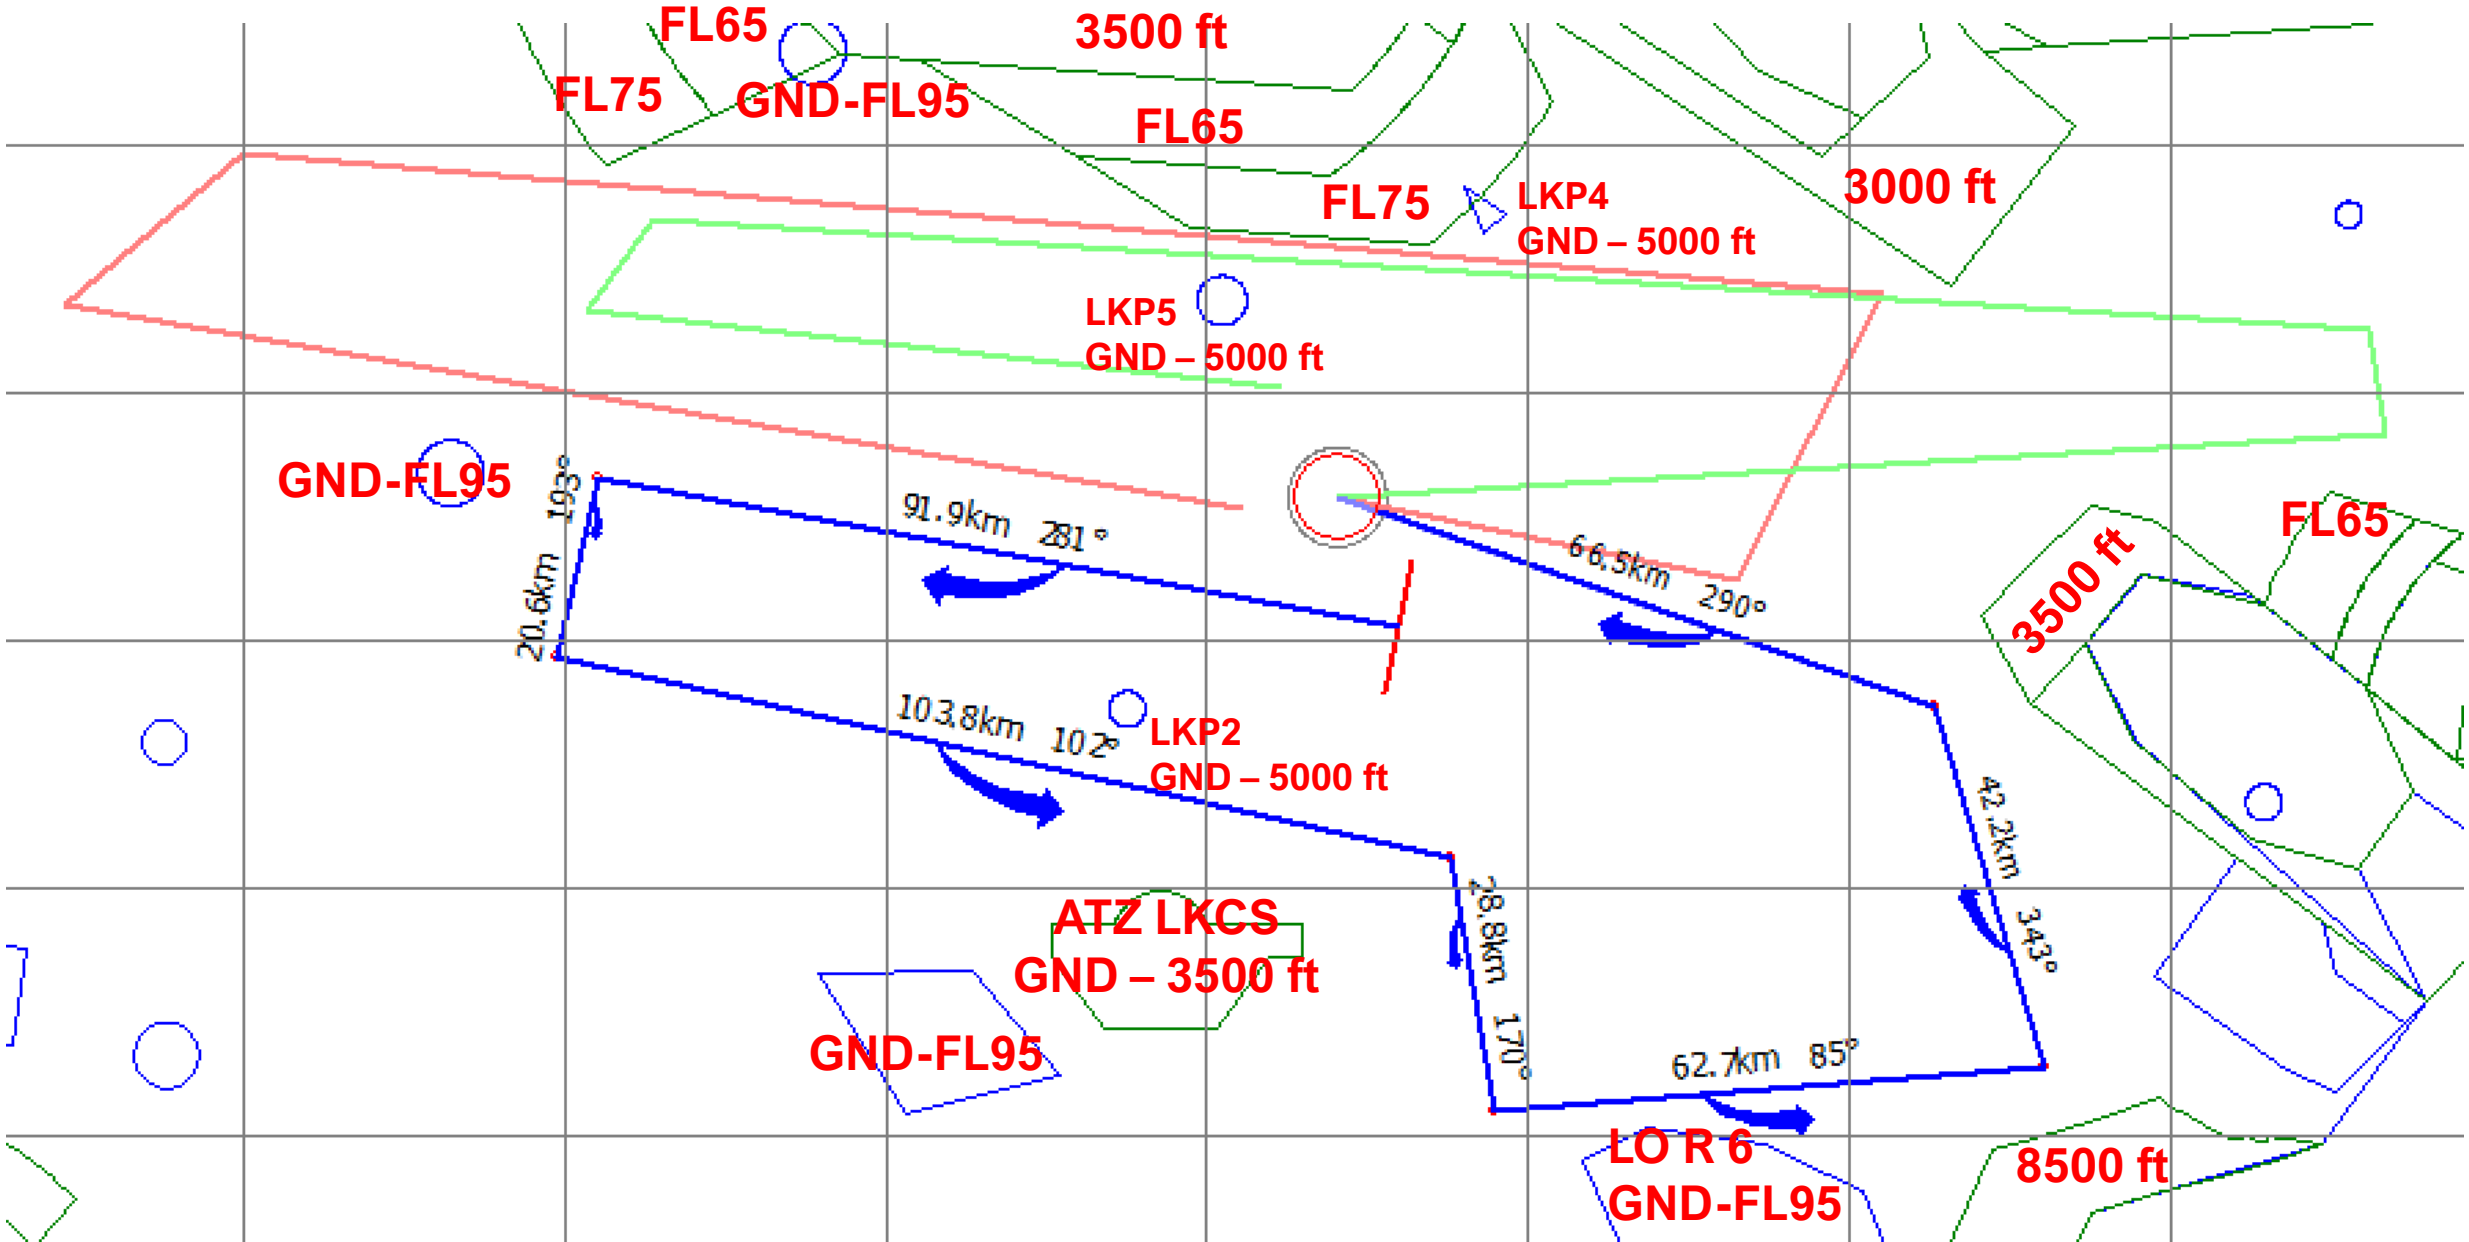 FL65
3500 ft
FL75
GND-FL95
FL65
3000 ft
FL75
LKP4
GND – 5000 ft
LKP5
GND – 5000 ft
GND-FL95
193°
20.6km
91.9km 281°
66.5km 290°
FL65
3500 ft
103.8km 102°
LKP2
GND – 5000 ft
42.2km 343°
28.8km 170°
ATZ LKCS
GND – 3500 ft
GND-FL95
62.7km 85°
LO R 6
GND-FL95
8500 ft